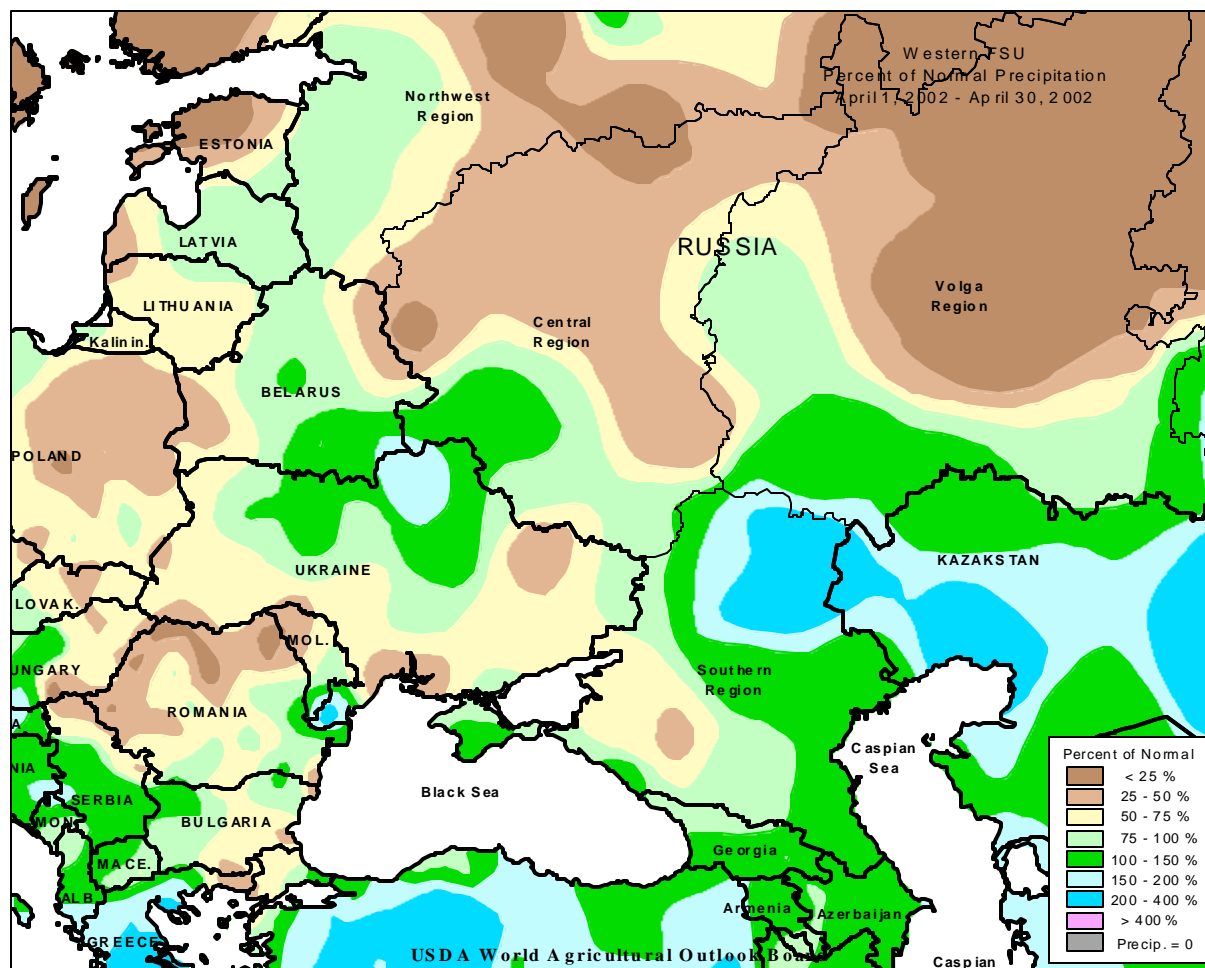 Western FSU
Percent of Normal Precipitation
April 1, 2002 - April 30, 2002
Northwest
Region
ESTONIA
LATVIA
RUSSIA
LITHUANIA
Volga
Region
Kalinin.
Central
Region
BELARUS
POLAND
UKRAINE
KAZAKSTAN
LOVAK.
MOL.
UNGARY
Southern
Region
ROMANIA
A.
Caspian
Sea
NIA
Black Sea
SERBIA
MON.
BULGARIA
MACE.
Georgia
ALB.
Armenia
Azerbaijan
GREECE
USDA World Agricultural Outlook Board
Caspian
Percent of Normal
< 25 %
25 - 50 %
50 - 75 %
75 - 100 %
100 - 150 %
150 - 200 %
200 - 400 %
> 400 %
Precip. = 0